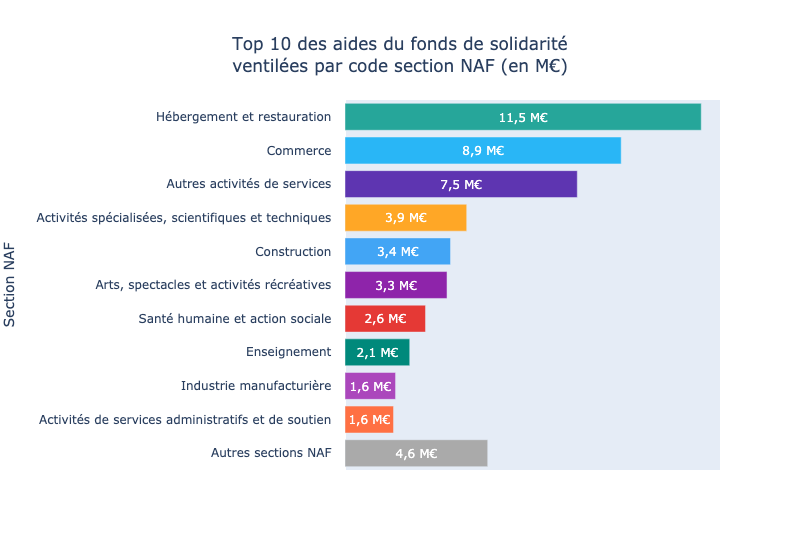 Top 10 des aides du fonds de solidarité
ventilées par code section NAF (en M€)
Section NAF
Hébergement et restauration 11,5 M€
Commerce 8,9 M€
Autres activités de services 7,5 M€
Activités spécialisées, scientifiques et techniques 3,9 M€
Construction 3,4 M€
Arts, spectacles et activités récréatives 3,3 M€
Santé humaine et action sociale 2,6 M€
Enseignement 2,1 M€
Industrie manufacturière 1,6 M€
Activités de services administratifs et de soutien 1,6 M€
Autres sections NAF 4,6 M€